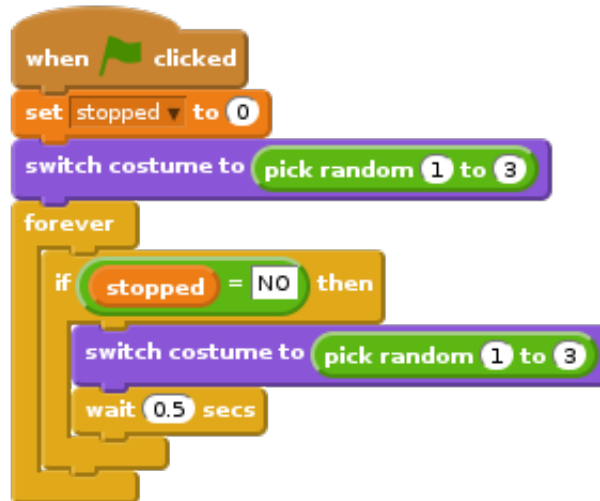 when clicked
set stopped to 0
switch costume to pick random 1 to 3
forever
if stopped = NO then
switch costume to pick random 1 to 3
wait 0.5 secs